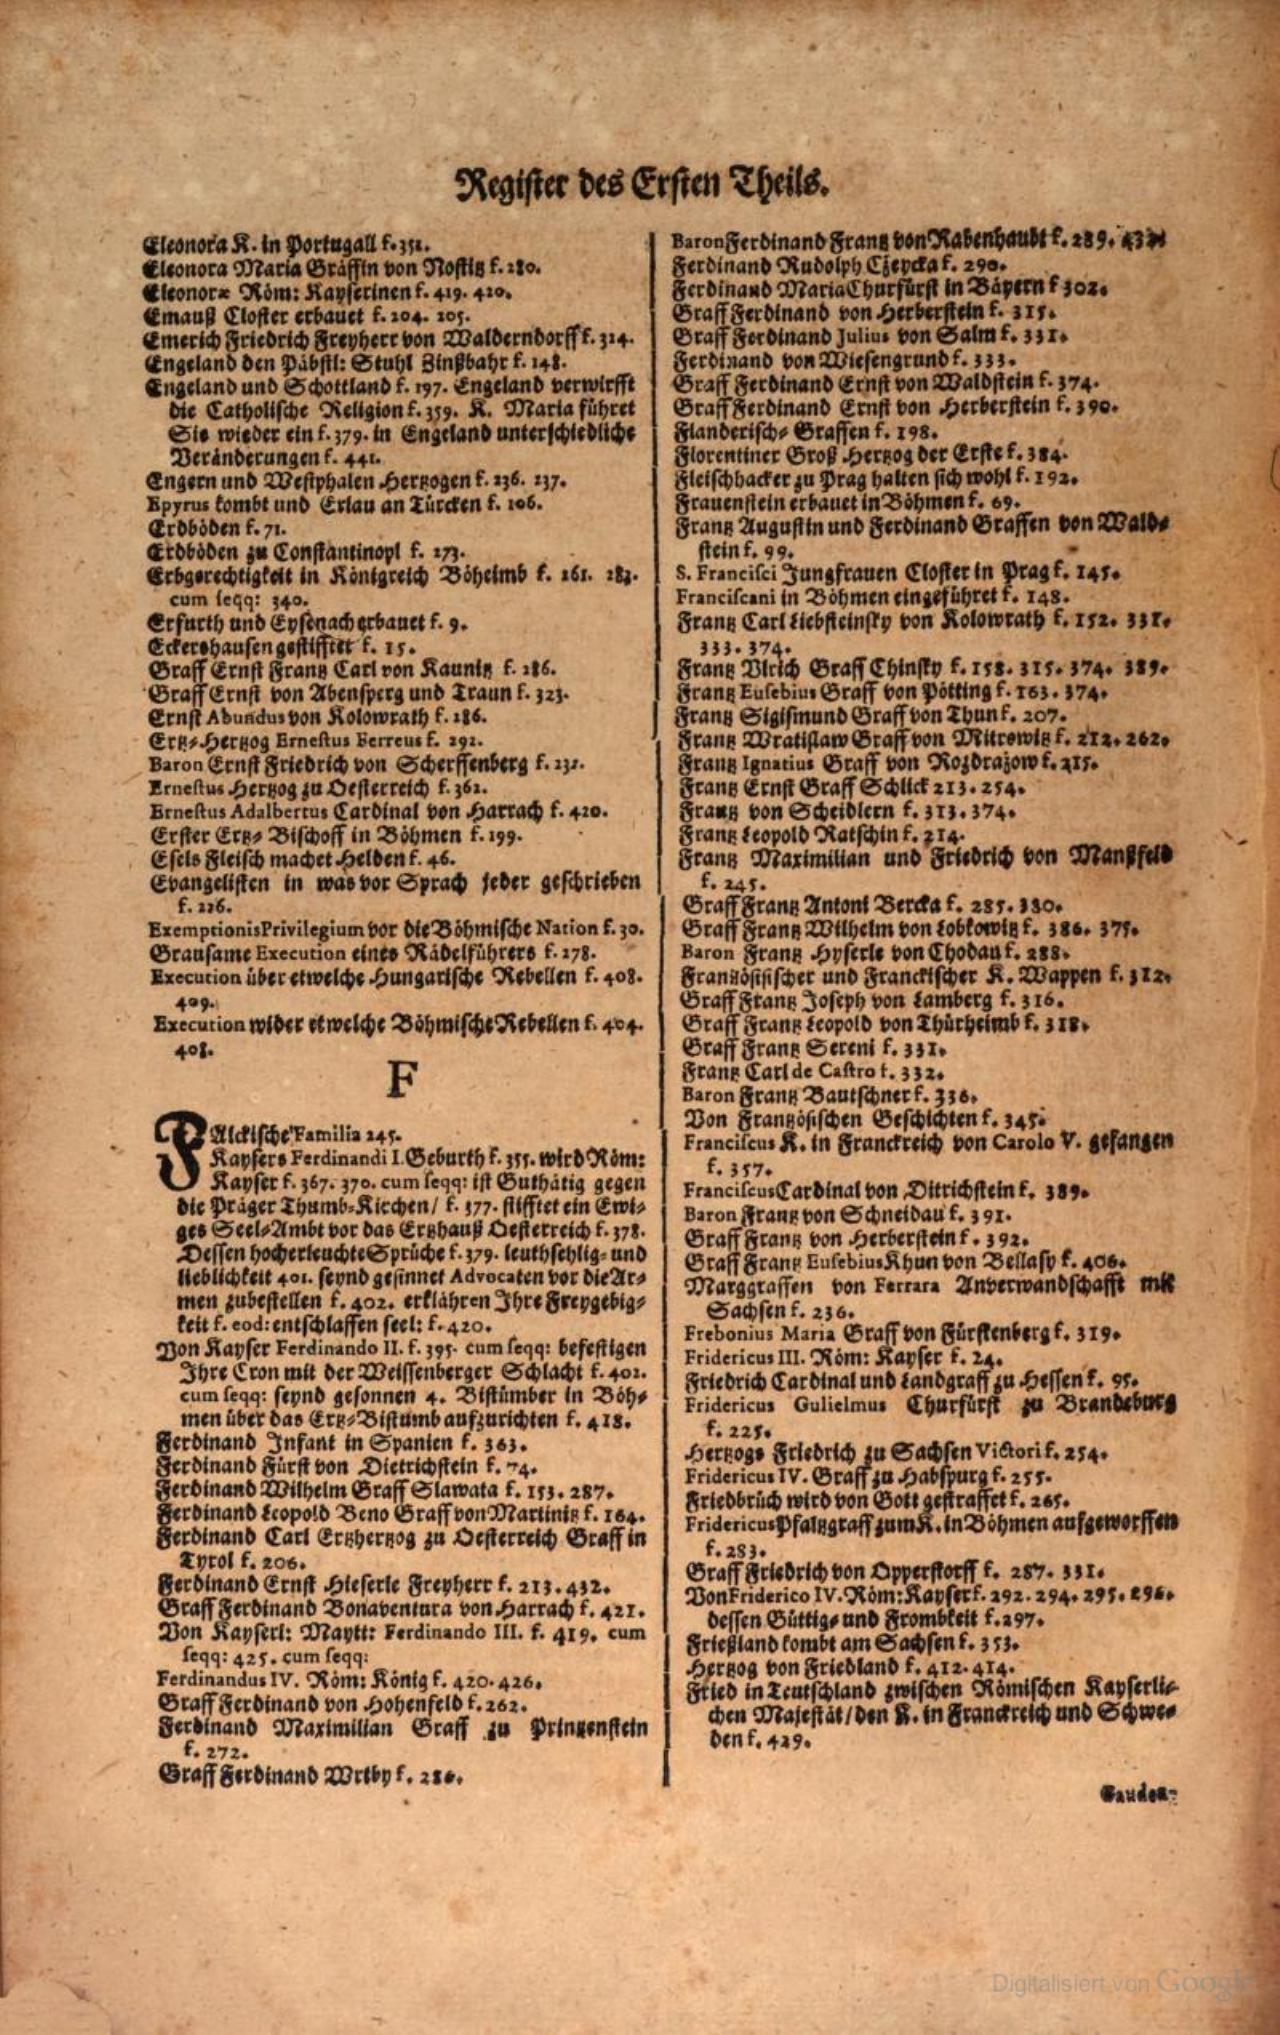 Register des Ersten Theils.
Eleonora K. in Portugall f. 351.
Eleonora Maria Gräffin von Nostitz f. 280.
Eleonoræ Röm: Kayserinen f. 419. 420.
Emauß Closter erbauet f. 104. 105.
Emerich Friedrich Freyherr von Walderndorff f. 314.
Engeland den Päbstl: Stuhl Zinßbahr f. 148.
Engeland und Schottland f. 197. Engeland verwirfft
die Catholische Religion f. 359. K. Maria führet
Sie wieder ein f. 379. in Engeland unterschiedliche
Veränderungen f. 441.
Engern und Westphalen Hertzogen f. 236. 237.
Epyrus kombt und Erlau an Türcken f. 106.
Erdböden f. 71.
Erdböden zu Constantinopl f. 273.
Erbgerechtigkeit in Königreich Böheimb f. 261. 283.
cum seqq: 340.
Erfurth und Eysenach erbauet f. 9.
Eckershausen gestifftet f. 15.
Graff Ernst Frantz Carl von Kaunitz f. 286.
Graff Ernst von Abensperg und Traun f. 323.
Ernst Abundus von Kolowrath f. 286.
Ertz-Hertzog Ernestus Ferreus f. 292.
Baron Ernst Friedrich von Scherffenberg f. 232.
Ernestus Hertzog zu Oesterreich f. 362.
Ernestus Adalbertus Cardinal von Harrach f. 420.
Erster Ertz-Bischoff in Böhmen f. 199.
Esels Fleisch machet Helden f. 46.
Evangelisten in was vor Sprach jeder geschrieben
f. 226.
Exemptionis Privilegium vor die Böhmische Nation f. 30.
Grausame Execution eines Rädelführers f. 278.
Execution über etwelche Hungarische Rebellen f. 408.
409.
Execution wider etwelche Böhmische Rebellen f. 404.
408.
F
FAlckische Familia 245.
Kaysers Ferdinandi I. Geburth f. 355. wird Röm:
Kayser f. 367. 370. cum seqq: ist Guthätig gegen
die Präger Thumb-Kirchen/ f. 377. stifftet ein Ewi-
ges Seel-Ambt vor das Ertzhauß Oesterreich f. 378.
Dessen hocherleuchte Sprüche f. 379. leuthsehlig- und
lieblichkeit 401. seynd gesinnet Advocaten vor die Ar-
men zubestellen f. 402. erklähren Ihre Freygebig-
keit f. eod: entschlaffen seel: f. 420.
Von Kayser Ferdinando II. f. 395. cum seqq: befestigen
Ihre Cron mit der Weissenberger Schlacht f. 402.
cum seqq: seynd gesonnen 4. Bistümber in Böh-
men über das Ertz-Bistumb aufzurichten f. 418.
Ferdinand Infant in Spanien f. 363.
Ferdinand Fürst von Dietrichstein f. 74.
Ferdinand Wilhelm Graff Slawata f. 153. 287.
Ferdinand Leopold Beno Graff von Martinitz f. 164.
Ferdinand Carl Ertzhertzog zu Oesterreich Graff in
Tyrol f. 206.
Ferdinand Ernst Hieserle Freyherr f. 213. 432.
Graff Ferdinand Bonaventura von Harrach f. 421.
Von Kayserl: Maytt: Ferdinando III. f. 419. cum
seqq: 425. cum seqq:
Ferdinandus IV. Röm: König f. 420. 426.
Graff Ferdinand von Hohenfeld f. 262.
Ferdinand Maximilian Graff zu Printzenstein
f. 272.
Graff Ferdinand Wrtby f. 286.
Baron Ferdinand Frantz von Rabenhaubt f. 289.
Ferdinand Rudolph Czeycka f. 290.
Ferdinand Maria Churfürst in Bäyern f 302.
Graff Ferdinand von Herberstein f. 315.
Graff Ferdinand Julius von Salm f. 331.
Ferdinand von Wiesengrund f. 333.
Graff Ferdinand Ernst von Waldstein f. 374.
Graff Ferdinand Ernst von Herberstein f. 390.
Flanderisch- Graffen f. 198.
Florentiner Groß-Hertzog der Erste f. 384.
Fleischhacker zu Prag halten sich wohl f. 192.
Frauenstein erbauet in Böhmen f. 69.
Frantz Augustin und Ferdinand Graffen von Wald-
stein f. 99.
S. Francisci Jungfrauen Closter in Prag f. 145.
Franciscani in Böhmen eingeführet f. 148.
Frantz Carl Liebsteinsky von Kolowrath f. 152. 331.
333. 374.
Frantz Vlrich Graff Chinsky f. 158. 315. 374. 389.
Frantz Eusebius Graff von Pötting f. 163. 374.
Frantz Sigismund Graff von Thun f. 207.
Frantz Wratislaw Graff von Mitrowitz f. 212. 262.
Frantz Ignatius Graff von Rozdrazow f. 215.
Frantz Ernst Graff Schlick 213. 254.
Frantz von Scheidlern f. 313. 374.
Frantz Leopold Ratschin f. 214.
Frantz Maximilian und Friedrich von Manßfeld
f. 245.
Graff Frantz Antoni Bercka f. 285. 330.
Graff Frantz Wilhelm von Lobkowitz f. 386. 375.
Baron Frantz Hyserle von Chodau f. 288.
Frantzösisischer und Franckischer K. Wappen f. 312.
Graff Frantz Joseph von Lamberg f. 316.
Graff Frantz Leopold von Thürheimb f. 318.
Graff Frantz Sereni f. 331.
Frantz Carl de Castro f. 332.
Baron Frantz Bautschner f. 336.
Von Frantzösischen Geschichten f. 345.
Franciscus K. in Franckreich von Carolo V. gefangen
f. 357.
Franciscus Cardinal von Ditrichstein f. 389.
Baron Frantz von Schneidau f. 391.
Graff Frantz von Herberstein f. 392.
Graff Frantz Eusebius Khun von Bellasy f. 406.
Marggraffen von Ferrara Anverwandschafft mit
Sachsen f. 236.
Frebonius Maria Graff von Fürstenberg f. 319.
Fridericus III. Röm: Kayser f. 24.
Friedrich Cardinal und Landgraff zu Hessen f. 95.
Fridericus Gulielmus Churfürst zu Brandeburg
f. 225.
Hertzogs Friedrich zu Sachsen Victori f. 254.
Fridericus IV. Graff zu Habspurg f. 255.
Friedbrüch wird von Gott gestraffet f. 265.
Fridericus Pfaltzgraff zum K. in Böhmen aufgeworffen
f. 283.
Graff Friedrich von Opperstorff f. 287. 331.
Von Friderico IV. Röm: Kayser f. 292. 294. 295. 296.
dessen Güttig- und Frombkeit f. 297.
Frießland kombt am Sachsen f. 353.
Hertzog von Friedland f. 412. 414.
Fried in Teutschland zwischen Römischen Kayserli-
chen Majestät/ den K. in Franckreich und Schwe-
den f. 429.
Gauden-
Digitalisiert von Google